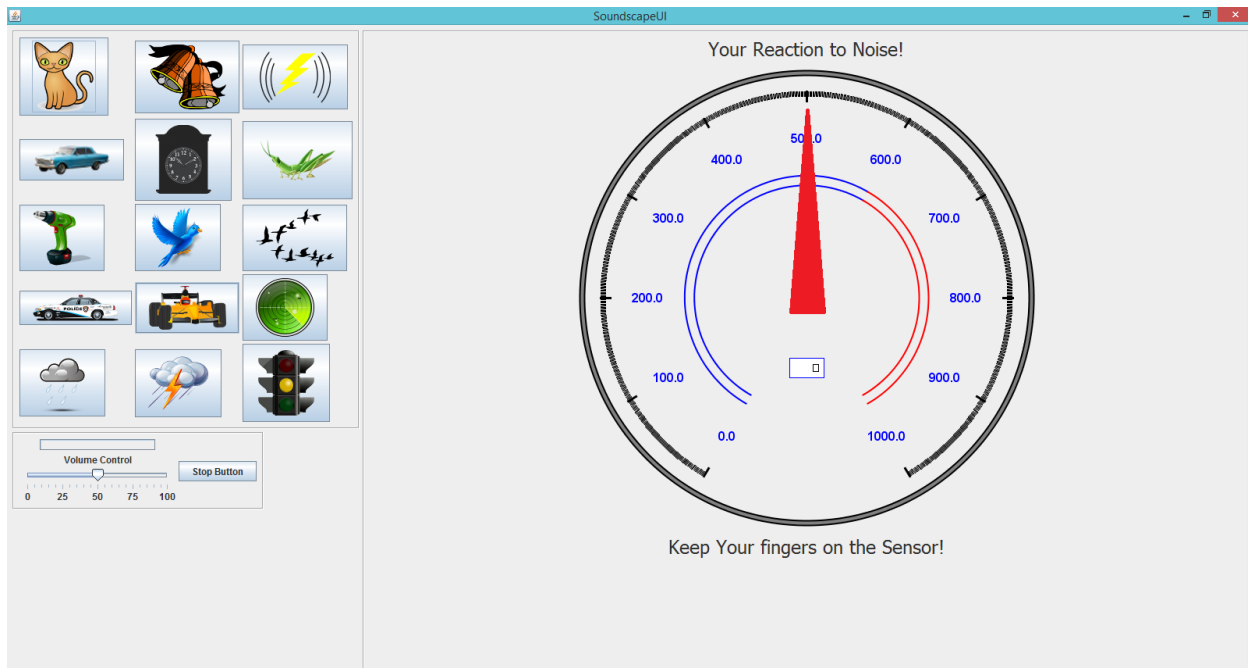 SoundscapeUI
POLICE
Volume Control
0 25 50 75 100
Stop Button
Your Reaction to Noise!
500.0
400.0 600.0
300.0 700.0
200.0 800.0
100.0 900.0
0.0 1000.0
Keep Your fingers on the Sensor!